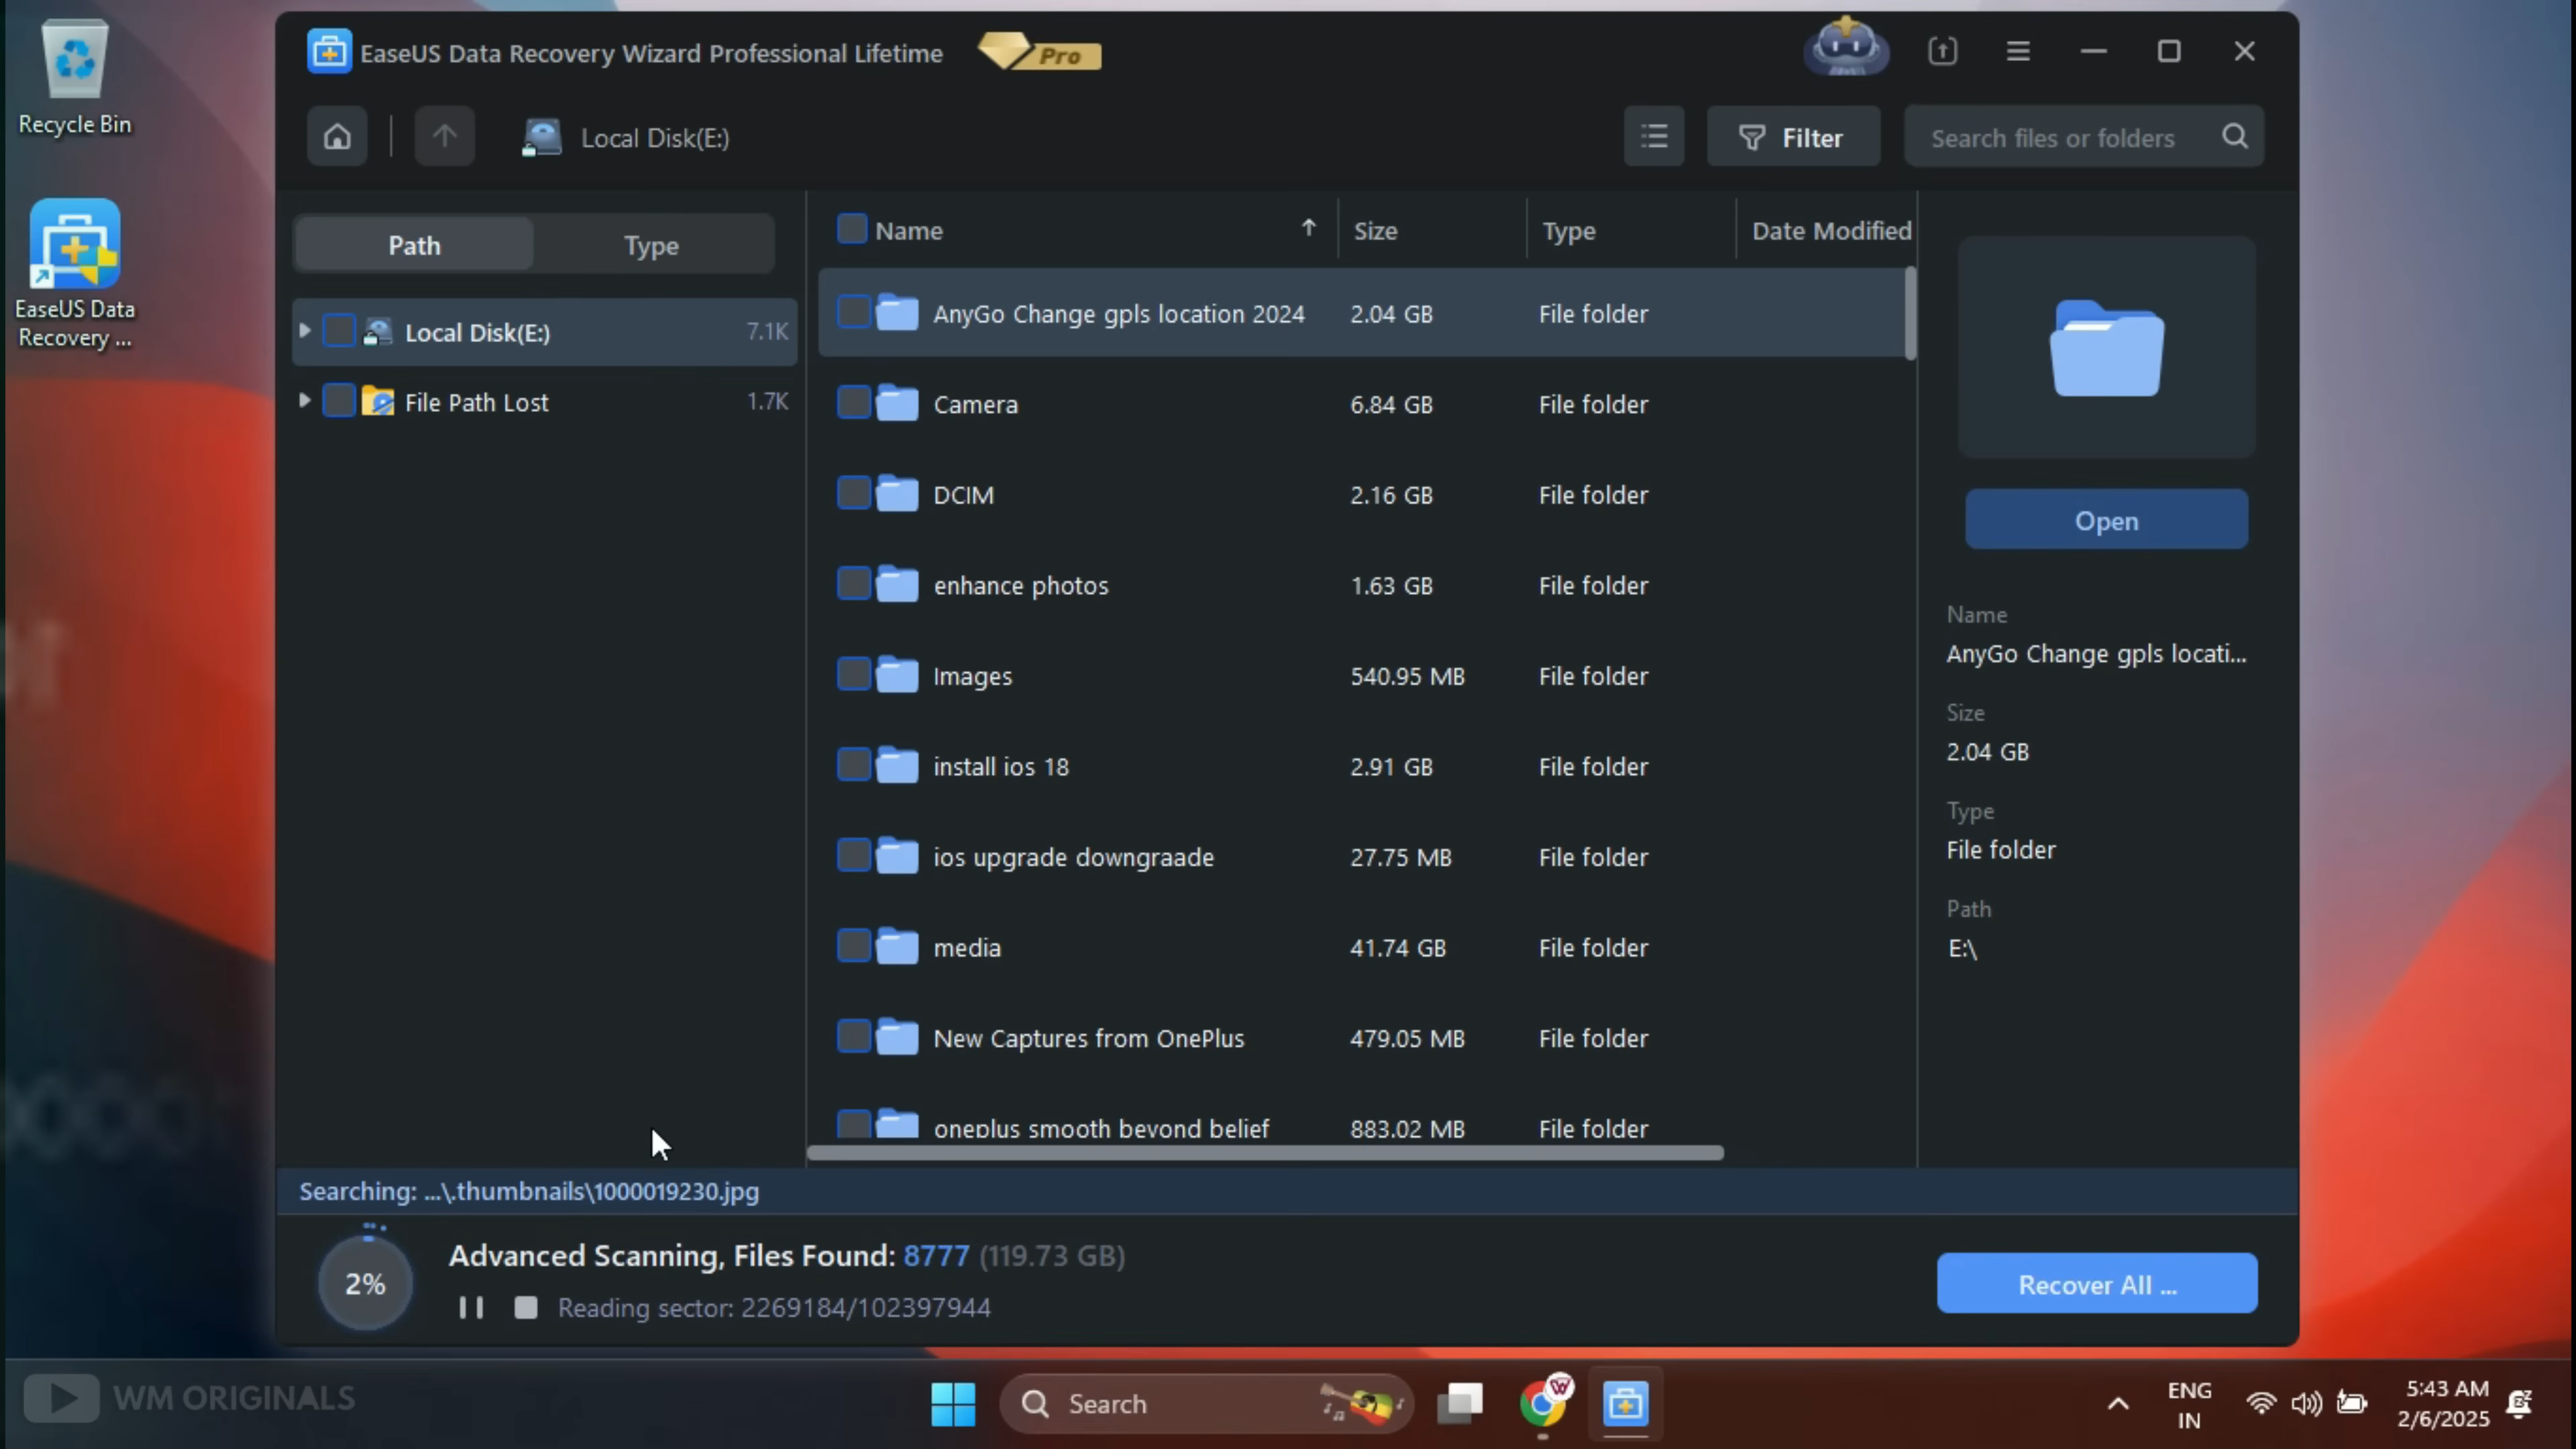 Recycle Bin
EaseUS Data
Recovery ...
EaseUS Data Recovery Wizard Professional Lifetime
Pro
Local Disk(E:)
Filter
Search files or folders
Path
Type
Local Disk(E:) 7.1K
File Path Lost 1.7K
Name Size Type Date Modified
AnyGo Change gpls location 2024 2.04 GB File folder
Camera 6.84 GB File folder
DCIM 2.16 GB File folder
enhance photos 1.63 GB File folder
Images 540.95 MB File folder
install ios 18 2.91 GB File folder
ios upgrade downgraade 27.75 MB File folder
media 41.74 GB File folder
New Captures from OnePlus 479.05 MB File folder
oneplus smooth beyond belief 883.02 MB File folder
Open
Name
AnyGo Change gpls locati...
Size
2.04 GB
Type
File folder
Path
E:\
Searching: ...\.thumbnails\1000019230.jpg
2%
Advanced Scanning, Files Found: 8777 (119.73 GB)
Reading sector: 2269184/102397944
Recover All ...
WM ORIGINALS
Search
W
ENG
IN
5:43 AM
2/6/2025